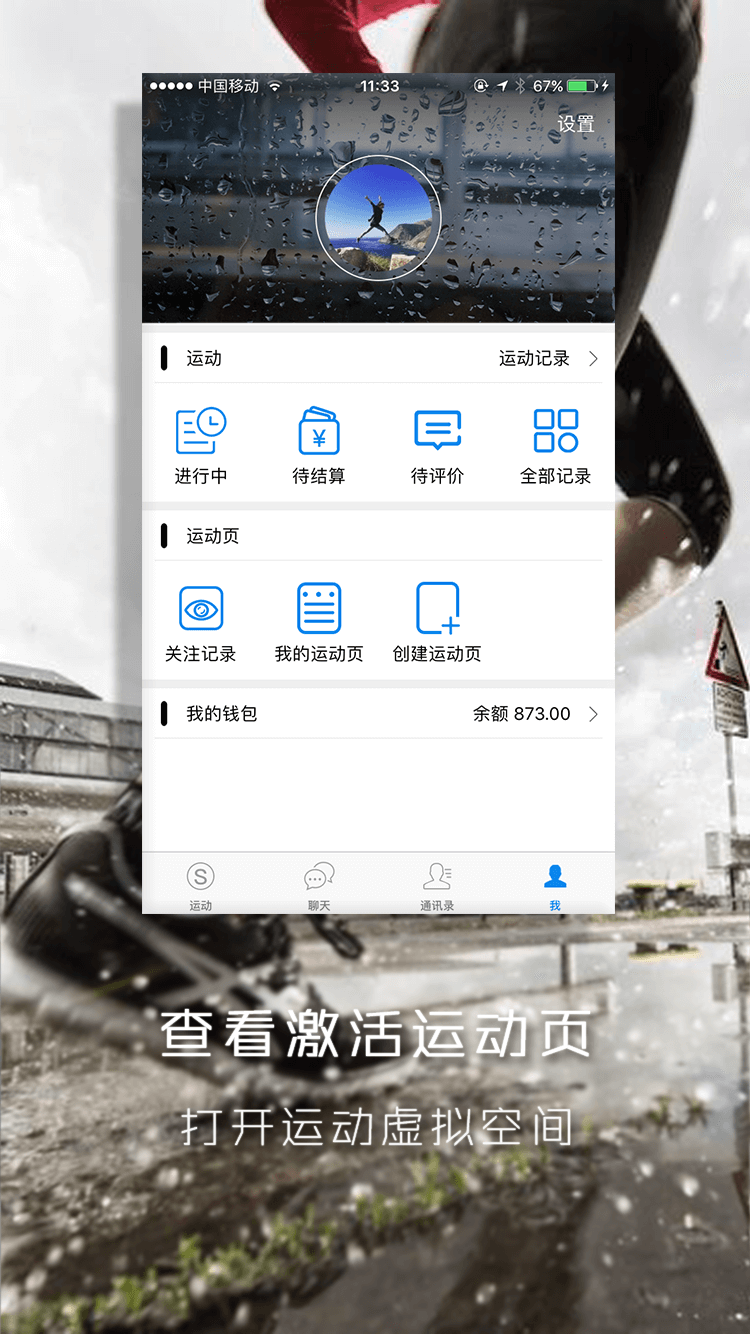 中国移动 11:33 67%
设置
运动 运动记录
进行中 待结算 待评价 全部记录
运动页
关注记录 我的运动页 创建运动页
我的钱包 余额 873.00
S
运动 聊天 通讯录 我
查看激活运动页
打开运动虚拟空间